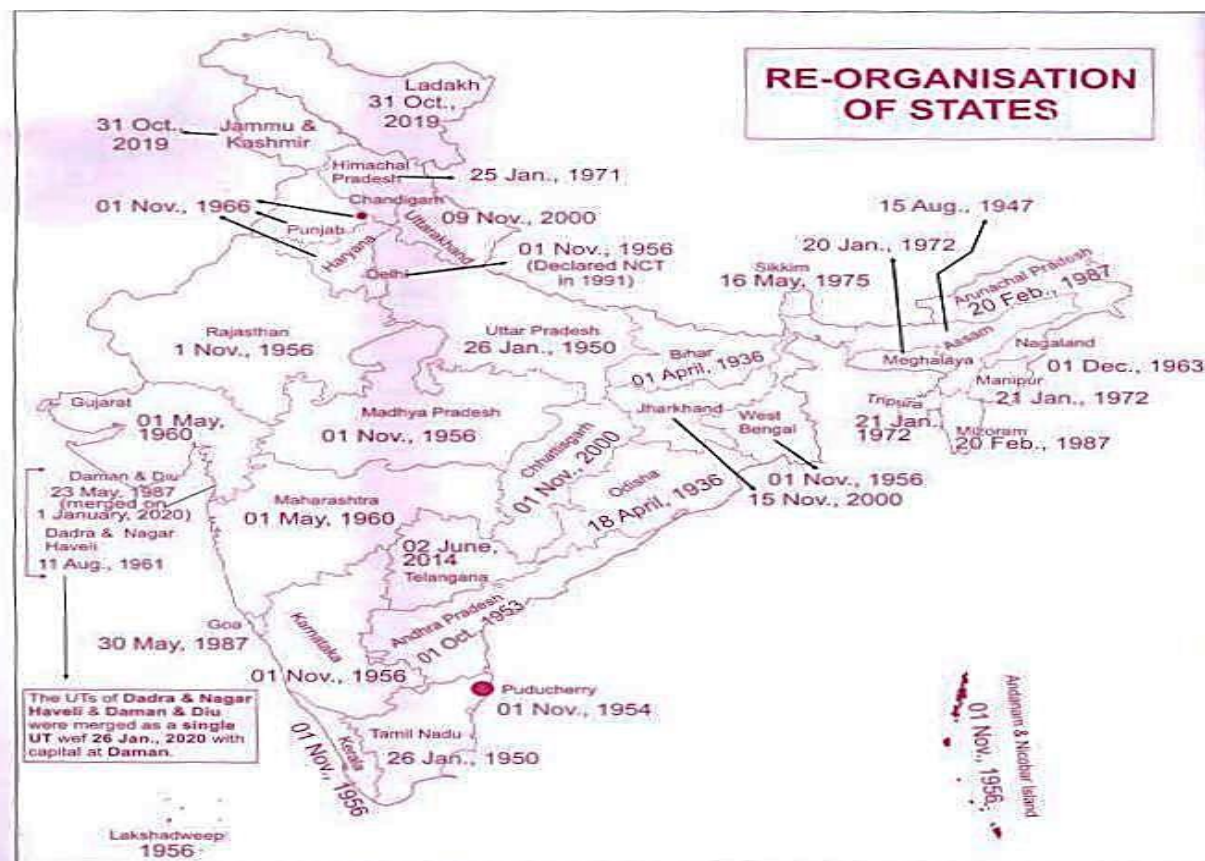 RE-ORGANISATION
OF STATES
Ladakh
31 Oct.,
2019
31 Oct.,
2019
Jammu &
Kashmir
Himachal
Pradesh
25 Jan., 1971
Chandigarh
01 Nov., 1966
Punjab
Haryana
Uttarakhand
09 Nov., 2000
Delhi
01 Nov., 1956
(Declared NCT
in 1991)
15 Aug., 1947
20 Jan., 1972
Sikkim
16 May, 1975
Arunachal Pradesh
20 Feb., 1987
Rajasthan
1 Nov., 1956
Uttar Pradesh
26 Jan., 1950
Bihar
01 April, 1936
Meghalaya
Aasam
Nagaland
01 Dec., 1963
Manipur
21 Jan., 1972
Tripura
21 Jan.,
1972
Mizoram
20 Feb., 1987
Gujarat
01 May,
1960
Madhya Pradesh
01 Nov., 1956
Chhattisgarh
01 Nov., 2000
Jharkhand
West
Bengal
01 Nov., 1956
15 Nov., 2000
Odisha
18 April, 1936
Daman & Diu
23 May, 1987
(merged on
1 January, 2020)
Dadra & Nagar
Haveli
11 Aug., 1961
Maharashtra
01 May, 1960
02 June,
2014
Telangana
Andhra Pradesh
01 Oct., 1953
Goa
30 May, 1987
Karnataka
01 Nov., 1956
Puducherry
01 Nov., 1954
The UTs of Dadra & Nagar
Haveli & Daman & Diu
were merged as a single
UT wef 26 Jan., 2020 with
capital at Daman.
Kerala
01 Nov., 1956
Tamil Nadu
26 Jan., 1950
Andanam & Nicobar Island
01 Nov., 1956
Lakshadweep
1956